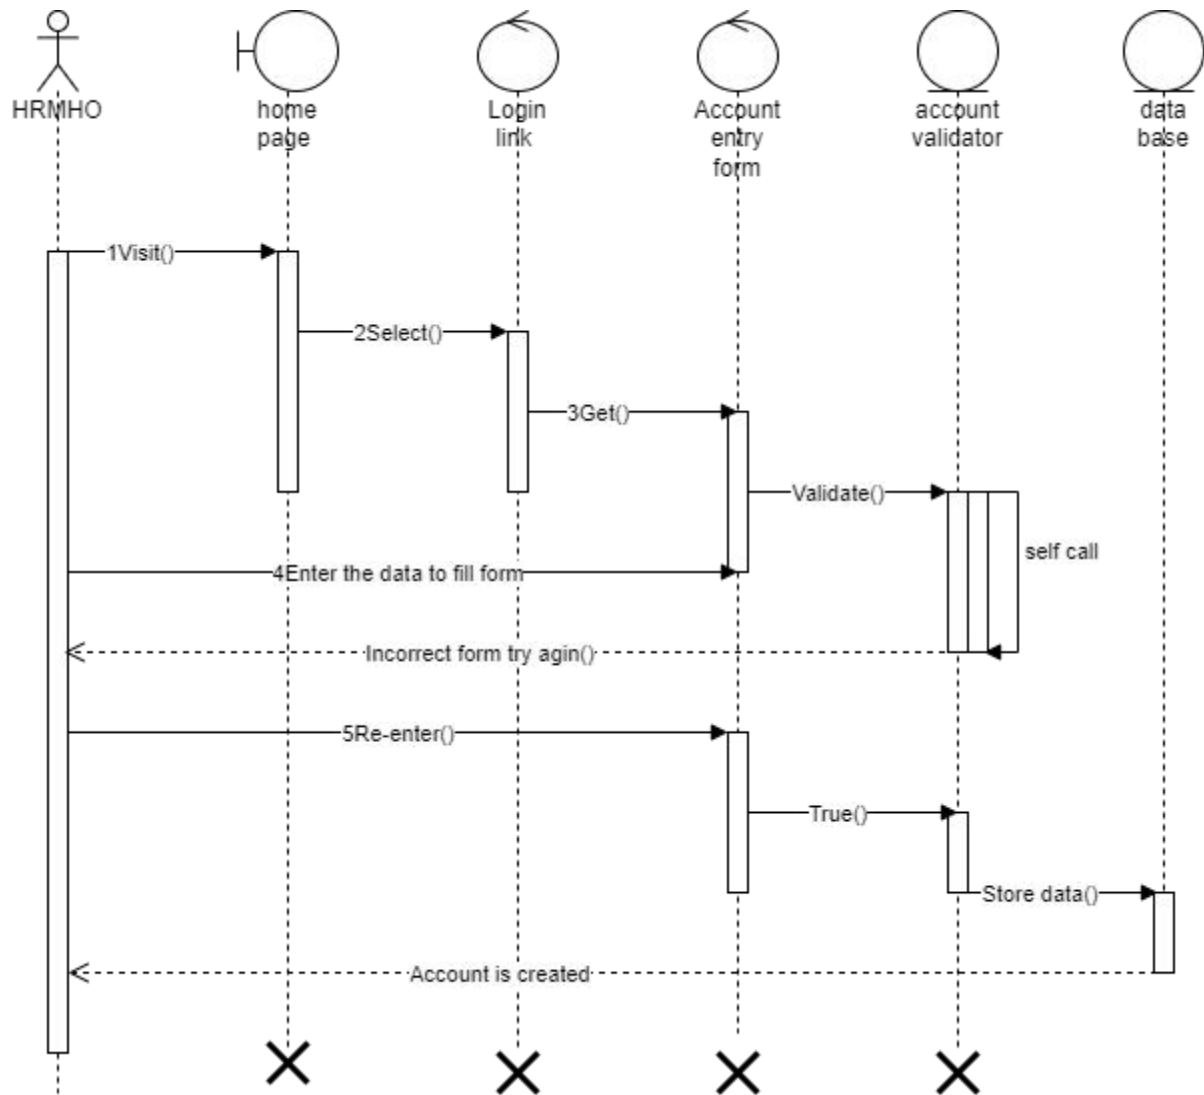 HRMHO
home
page
Login
link
Account
entry
form
account
validator
data
base
1Visit()
2Select()
3Get()
Validate()
self call
4Enter the data to fill form
Incorrect form try agin()
5Re-enter()
True()
Store data()
Account is created